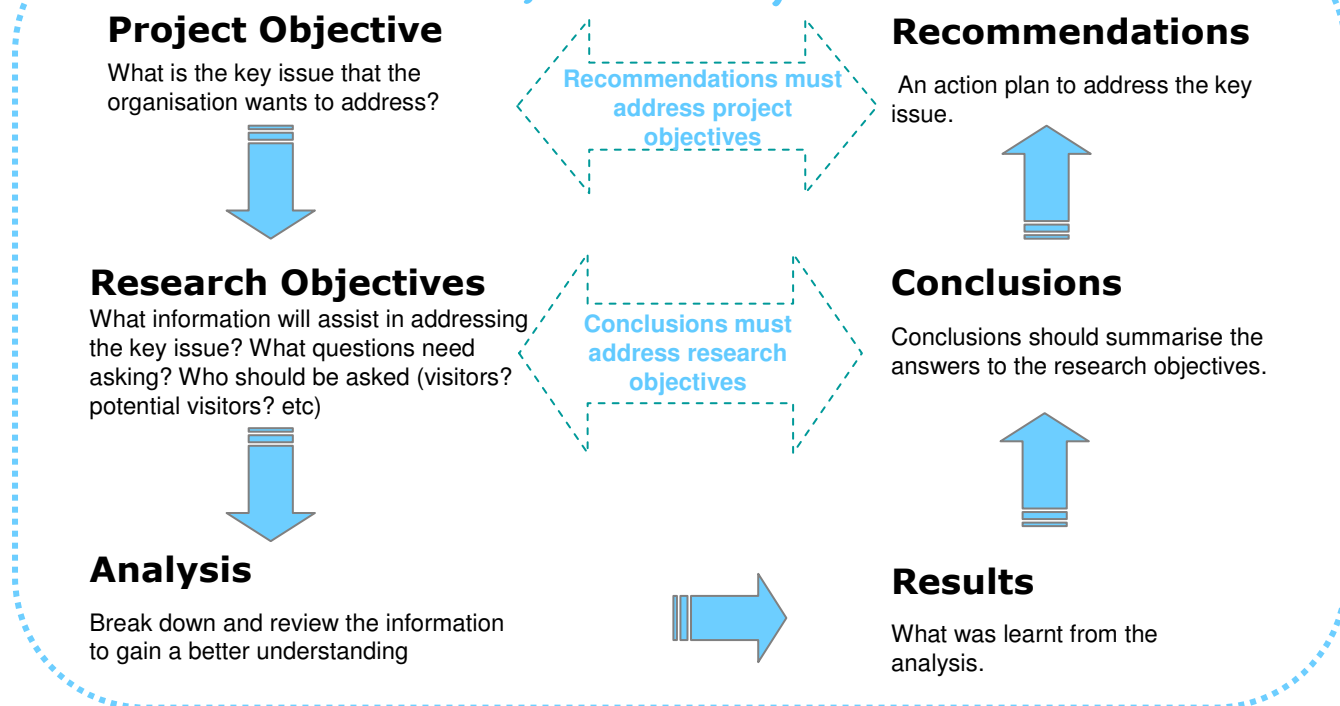 Project Objective
What is the key issue that the
organisation wants to address?
Recommendations must
address project
objectives
Recommendations
An action plan to address the key
issue.
Research Objectives
What information will assist in addressing
the key issue? What questions need
asking? Who should be asked (visitors?
potential visitors? etc)
Conclusions must
address research
objectives
Conclusions
Conclusions should summarise the
answers to the research objectives.
Analysis
Break down and review the information
to gain a better understanding
Results
What was learnt from the
analysis.